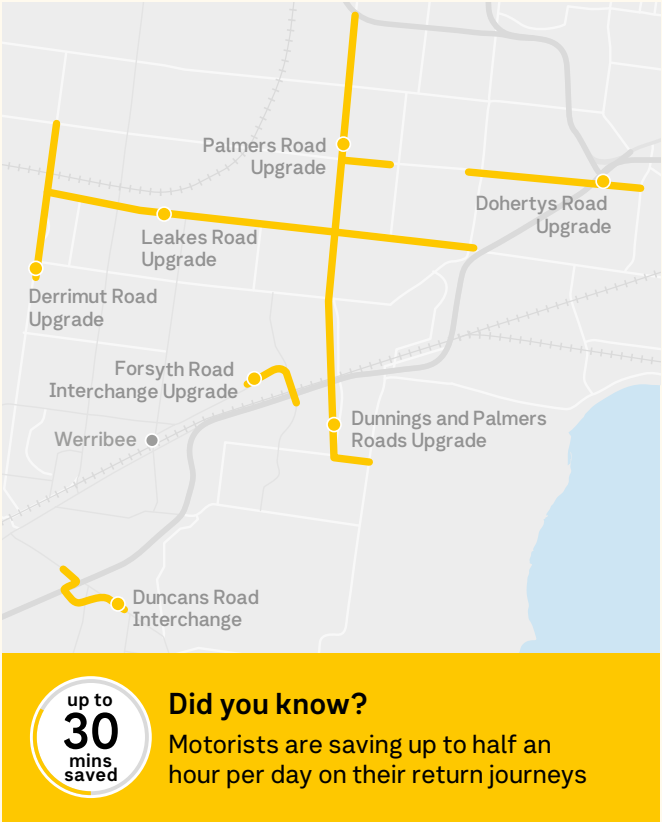 Palmers Road
Upgrade
Dohertys Road
Upgrade
Leakes Road
Upgrade
Derrimut Road
Upgrade
Forsyth Road
Interchange Upgrade
Dunnings and Palmers
Roads Upgrade
Werribee
Duncans Road
Interchange
up to
30
mins
saved
Did you know?
Motorists are saving up to half an
hour per day on their return journeys